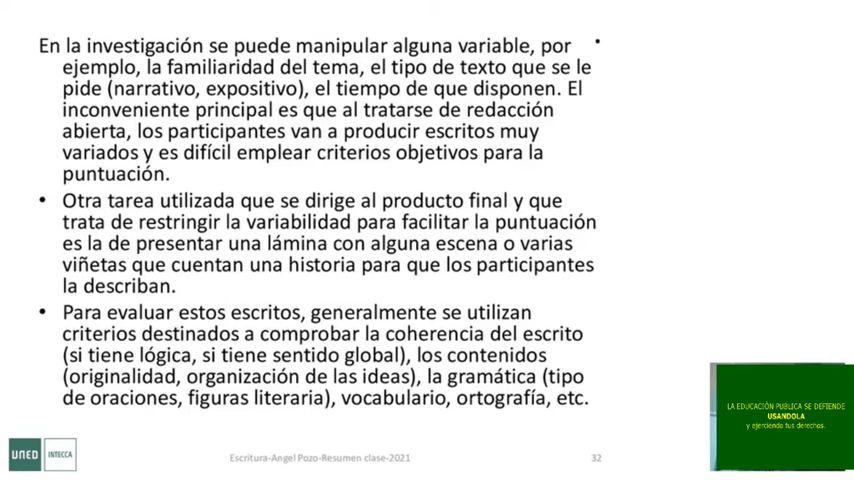 En la investigación se puede manipular alguna variable, por
ejemplo, la familiaridad del tema, el tipo de texto que se le
pide (narrativo, expositivo), el tiempo de que disponen. El
inconveniente principal es que al tratarse de redacción
abierta, los participantes van a producir escritos muy
variados y es difícil emplear criterios objetivos para la
puntuación.
• Otra tarea utilizada que se dirige al producto final y que
trata de restringir la variabilidad para facilitar la puntuación
es la de presentar una lámina con alguna escena o varias
viñetas que cuentan una historia para que los participantes
la describan.
• Para evaluar estos escritos, generalmente se utilizan
criterios destinados a comprobar la coherencia del escrito
(si tiene lógica, si tiene sentido global), los contenidos
(originalidad, organización de las ideas), la gramática (tipo
de oraciones, figuras literaria), vocabulario, ortografía, etc.
LA EDUCACIÓN PUBLICA SE DEFIENDE
USANDOLA
y ejerciendo tus derechos.
UNED INTECCA
Escritura-Angel Pozo-Resumen clase-2021
32